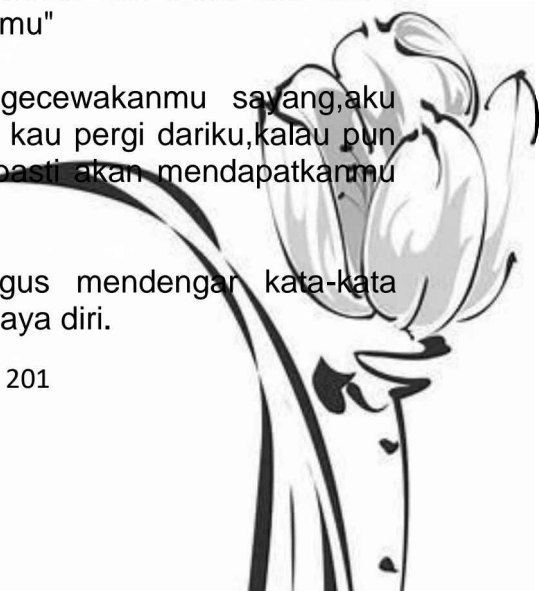 mu"
gecewakanmu sayang,aku
kau pergi dariku,kalau pun
pasti akan mendapatkanmu
gus mendengar kata-kata
aya diri.
201